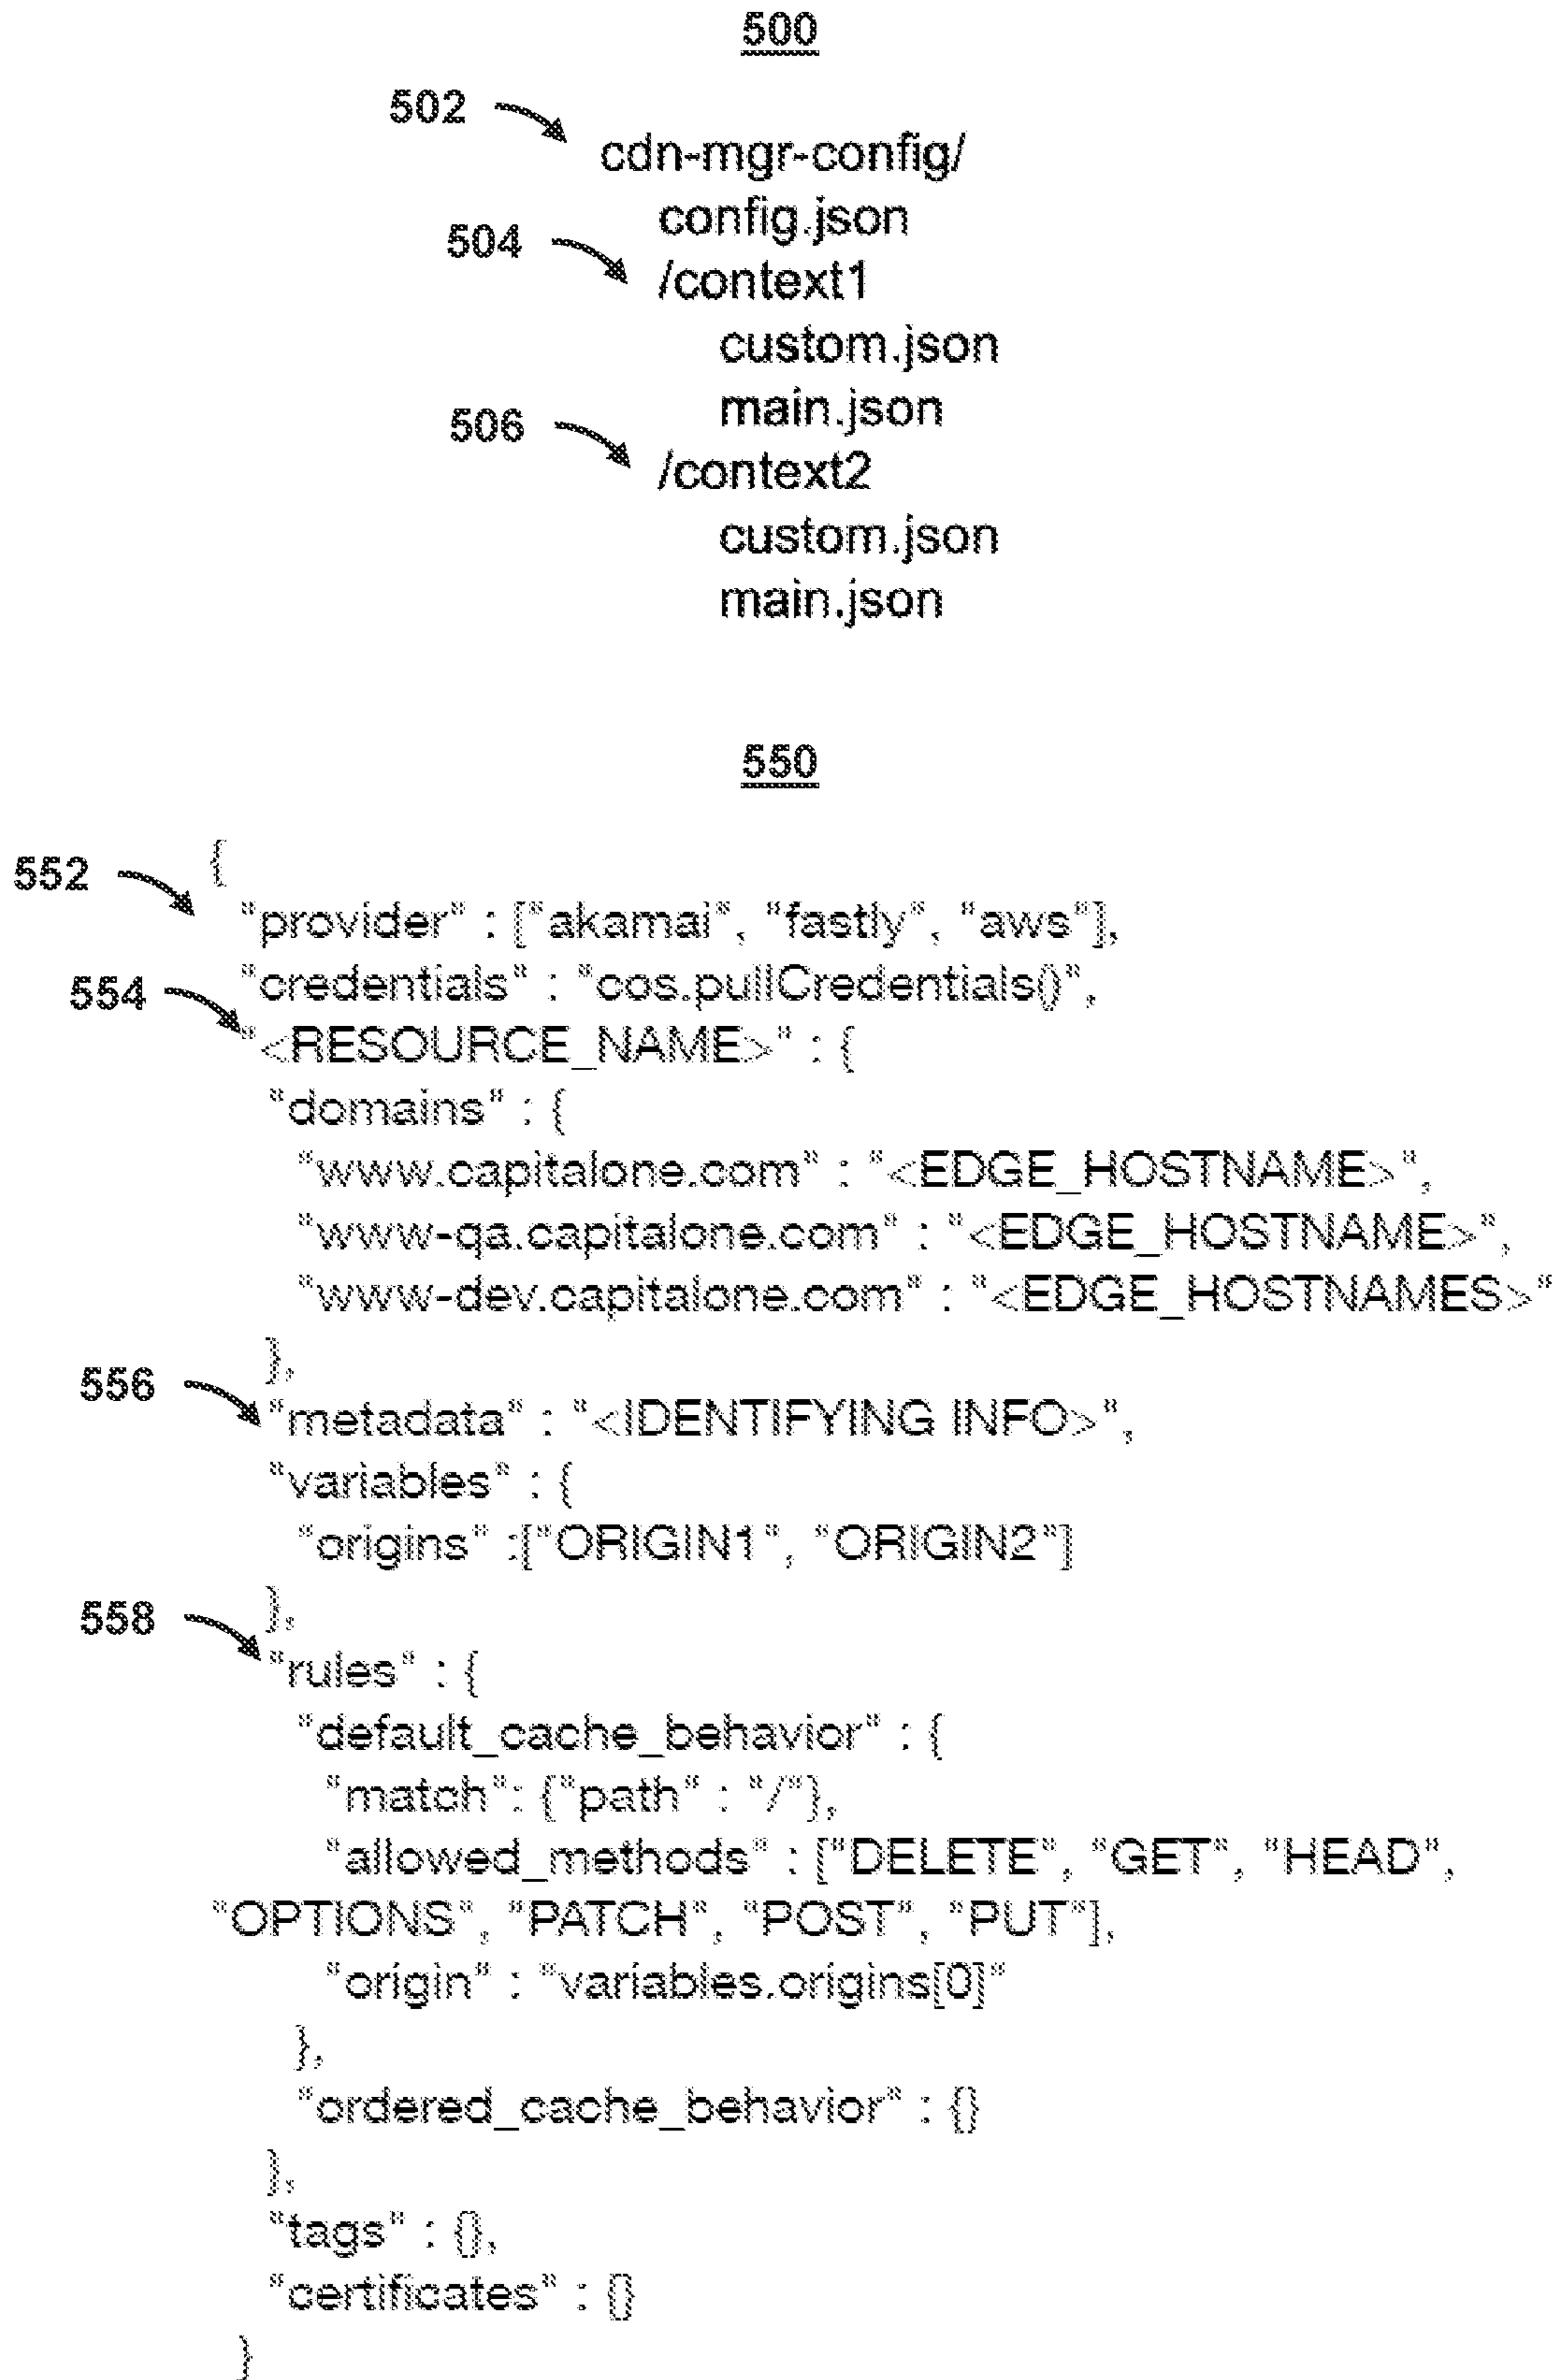 500
502
cdn-mgr-config/
config.json
504
/context1
custom.json
main.json
506
/context2
custom.json
main.json
550
{
552
"provider" : ["akamai", "fastly", "aws"],
"credentials" : "cos.pullCredentials()",
554
"<RESOURCE_NAME>" : {
"domains" : {
"www.capitalone.com" : "<EDGE_HOSTNAME>",
"www-qa.capitalone.com" : "<EDGE_HOSTNAME>",
"www-dev.capitalone.com" : "<EDGE_HOSTNAMES>"
},
556
"metadata" : "<IDENTIFYING INFO>",
"variables" : {
"origins" :["ORIGIN1", "ORIGIN2"]
},
558
"rules" : {
"default_cache_behavior" : {
"match": {"path" : "/"},
"allowed_methods" : ["DELETE", "GET", "HEAD",
"OPTIONS", "PATCH", "POST", "PUT"],
"origin" : "variables.origins[0]"
},
"ordered_cache_behavior" : {}
},
"tags" : {},
"certificates" : {}
}